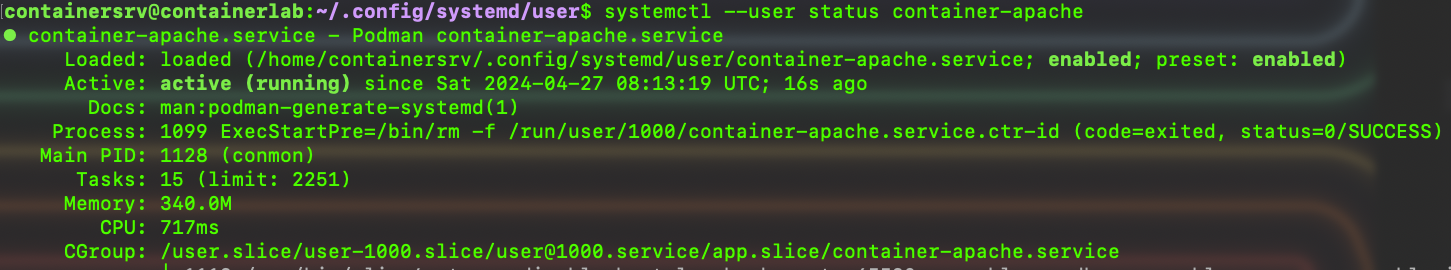 containersrv@containerlab:~/.config/systemd/user$ systemctl --user status container-apache
● container-apache.service - Podman container-apache.service
Loaded: loaded (/home/containersrv/.config/systemd/user/container-apache.service; enabled; preset: enabled)
Active: active (running) since Sat 2024-04-27 08:13:19 UTC; 16s ago
Docs: man:podman-generate-systemd(1)
Process: 1099 ExecStartPre=/bin/rm -f /run/user/1000/container-apache.service.ctr-id (code=exited, status=0/SUCCESS)
Main PID: 1128 (conmon)
Tasks: 15 (limit: 2251)
Memory: 340.0M
CPU: 717ms
CGroup: /user.slice/user-1000.slice/user@1000.service/app.slice/container-apache.service